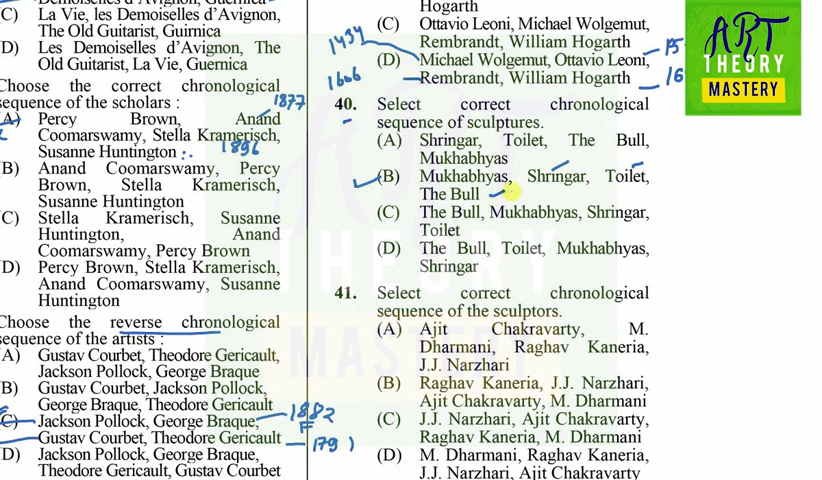 Demoiselles d'Avignon, Guernica
(C) La Vie, les Demoiselles d'Avignon,
The Old Guitarist, Guirnica
(D) Les Demoiselles d'Avignon, The
Old Guitarist, La Vie, Guernica
Choose the correct chronological
sequence of the scholars :
1877
(A) Percy Brown, Anand
Coomarswamy, Stella Kramerisch,
Susanne Huntington :.
1896
(B) Anand Coomarswamy, Percy
Brown, Stella Kramerisch,
Susanne Huntington
(C) Stella Kramerisch, Susanne
Huntington, Anand
Coomarswamy, Percy Brown
(D) Percy Brown, Stella Kramerisch,
Anand Coomarswamy, Susanne
Huntington
Choose the reverse chronological
sequence of the artists :
(A) Gustav Courbet, Theodore Gericault,
Jackson Pollock, George Braque
(B) Gustav Courbet, Jackson Pollock,
George Braque, Theodore Gericault
(C) Jackson Pollock, George Braque,
1882
Gustav Courbet, Theodore Gericault
179)
(D) Jackson Pollock, George Braque,
Theodore Gericault, Gustav Courbet
Hogarth
(C) Ottavio Leoni, Michael Wolgemut,
Rembrandt, William Hogarth
1434
15
(D) Michael Wolgemut, Ottavio Leoni,
Rembrandt, William Hogarth
1606
16
40. Select correct chronological
sequence of sculptures.
(A) Shringar, Toilet, The Bull,
Mukhabhyas
(B) Mukhabhyas, Shringar, Toilet,
The Bull
(C) The Bull, Mukhabhyas, Shringar,
Toilet
(D) The Bull, Toilet, Mukhabhyas,
Shringar
41. Select correct chronological
sequence of the sculptors.
(A) Ajit Chakravarty, M.
Dharmani, Raghav Kaneria,
J.J. Narzhari
(B) Raghav Kaneria, J.J. Narzhari,
Ajit Chakravarty, M. Dharmani
(C) J.J. Narzhari, Ajit Chakravarty,
Raghav Kaneria, M. Dharmani
(D) M. Dharmani, Raghav Kaneria,
J.J. Narzhari, Ajit Chakravarty
ART
THEORY
MASTERY
THEORY
MASTERY